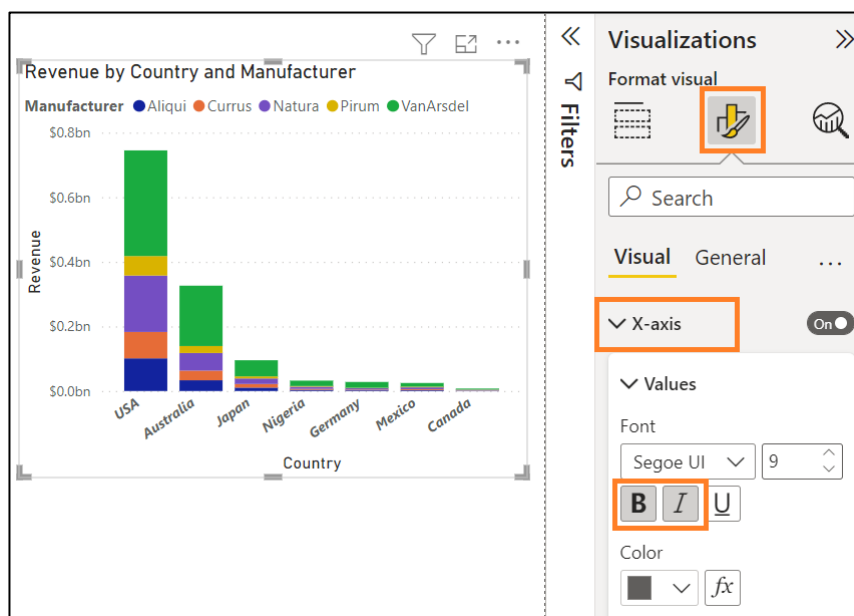 Revenue by Country and Manufacturer
Manufacturer Aliqui Currus Natura Pirum VanArsdel
$0.8bn
$0.6bn
$0.4bn
$0.2bn
$0.0bn
Revenue
USA
Australia
Japan
Nigeria
Germany
Mexico
Canada
Country
Filters
Visualizations
Format visual
Search
Visual General
X-axis On
Values
Font
Segoe UI 9
B I U
Color
fx